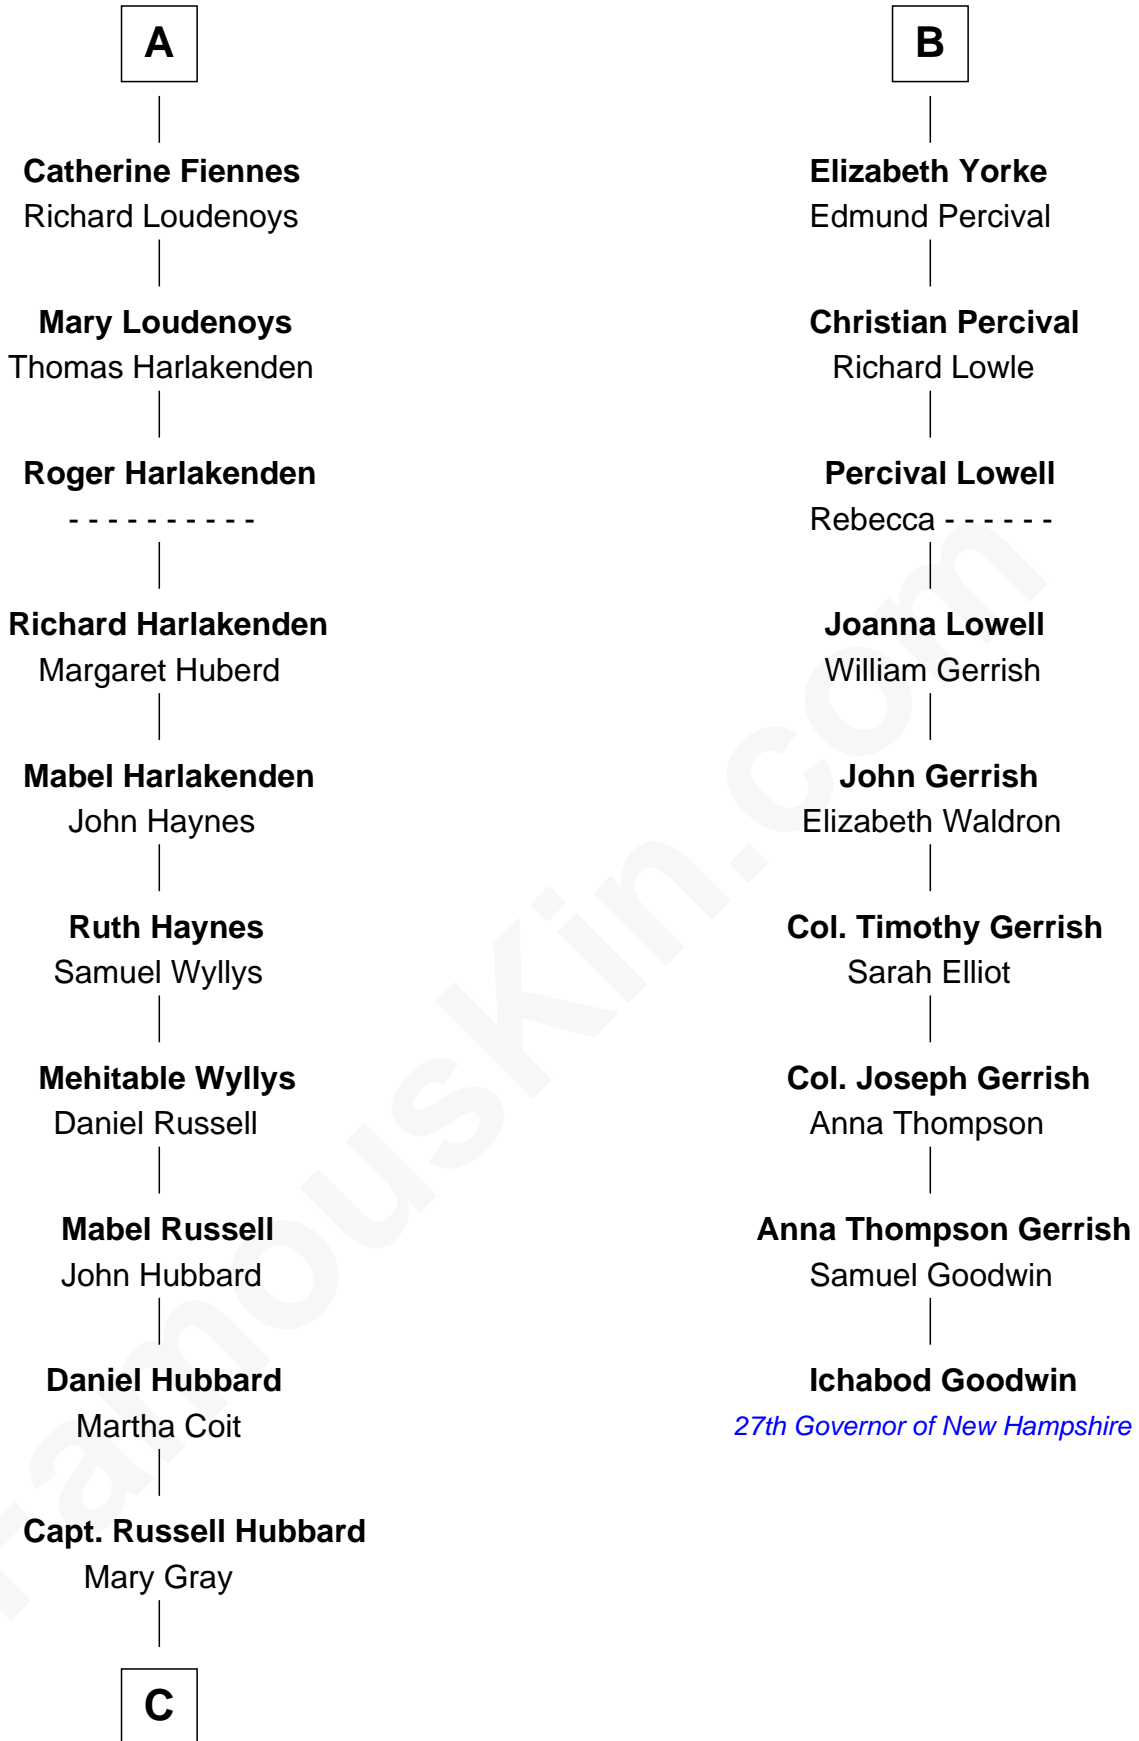 A
Catherine Fiennes
Richard Loudenoys
Mary Loudenoys
Thomas Harlakenden
Roger Harlakenden
- - - - - - - - - -
Richard Harlakenden
Margaret Huberd
Mabel Harlakenden
John Haynes
Ruth Haynes
Samuel Wyllys
Mehitable Wyllys
Daniel Russell
Mabel Russell
John Hubbard
Daniel Hubbard
Martha Coit
Capt. Russell Hubbard
Mary Gray
C
B
Elizabeth Yorke
Edmund Percival
Christian Percival
Richard Lowle
Percival Lowell
Rebecca - - - - - -
Joanna Lowell
William Gerrish
John Gerrish
Elizabeth Waldron
Col. Timothy Gerrish
Sarah Elliot
Col. Joseph Gerrish
Anna Thompson
Anna Thompson Gerrish
Samuel Goodwin
Ichabod Goodwin
27th Governor of New Hampshire
FamousKin.com